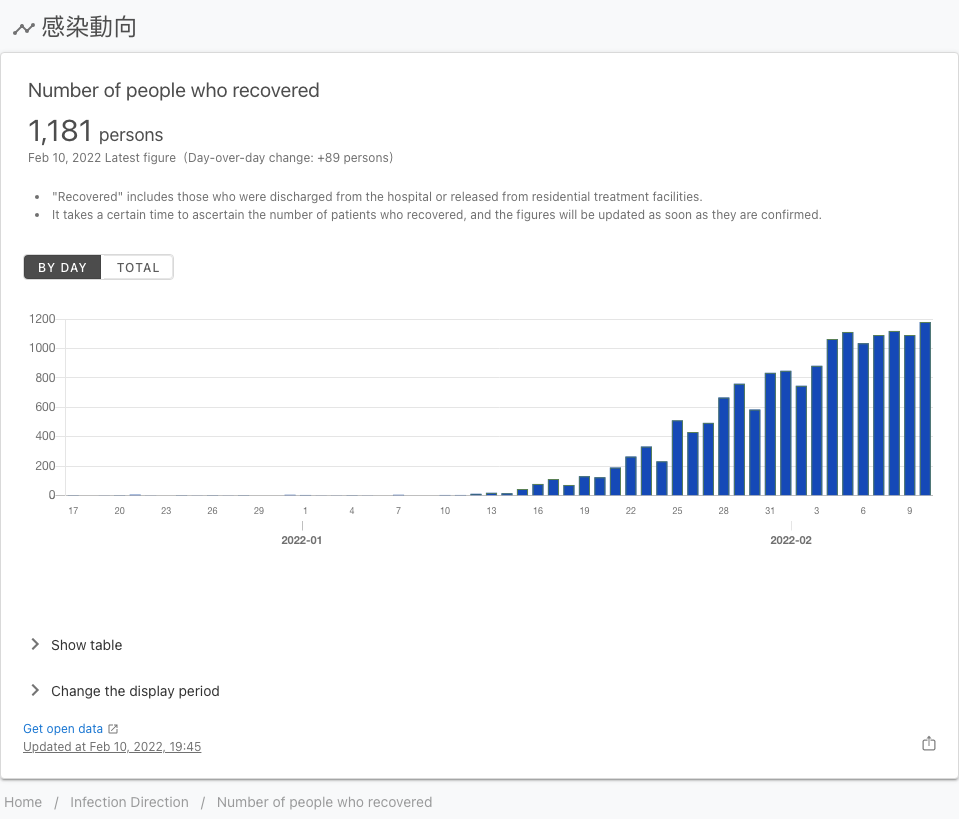 感染動向
Number of people who recovered
1,181 persons
Feb 10, 2022 Latest figure (Day-over-day change: +89 persons)
• "Recovered" includes those who were discharged from the hospital or released from residential treatment facilities.
• It takes a certain time to ascertain the number of patients who recovered, and the figures will be updated as soon as they are confirmed.
BY DAY TOTAL
1200
1000
800
600
400
200
0
17 20 23 26 29 1 4 7 10 13 16 19 22 25 28 31 3 6 9
2022-01 2022-02
Show table
Change the display period
Get open data
Updated at Feb 10, 2022, 19:45
Home / Infection Direction / Number of people who recovered